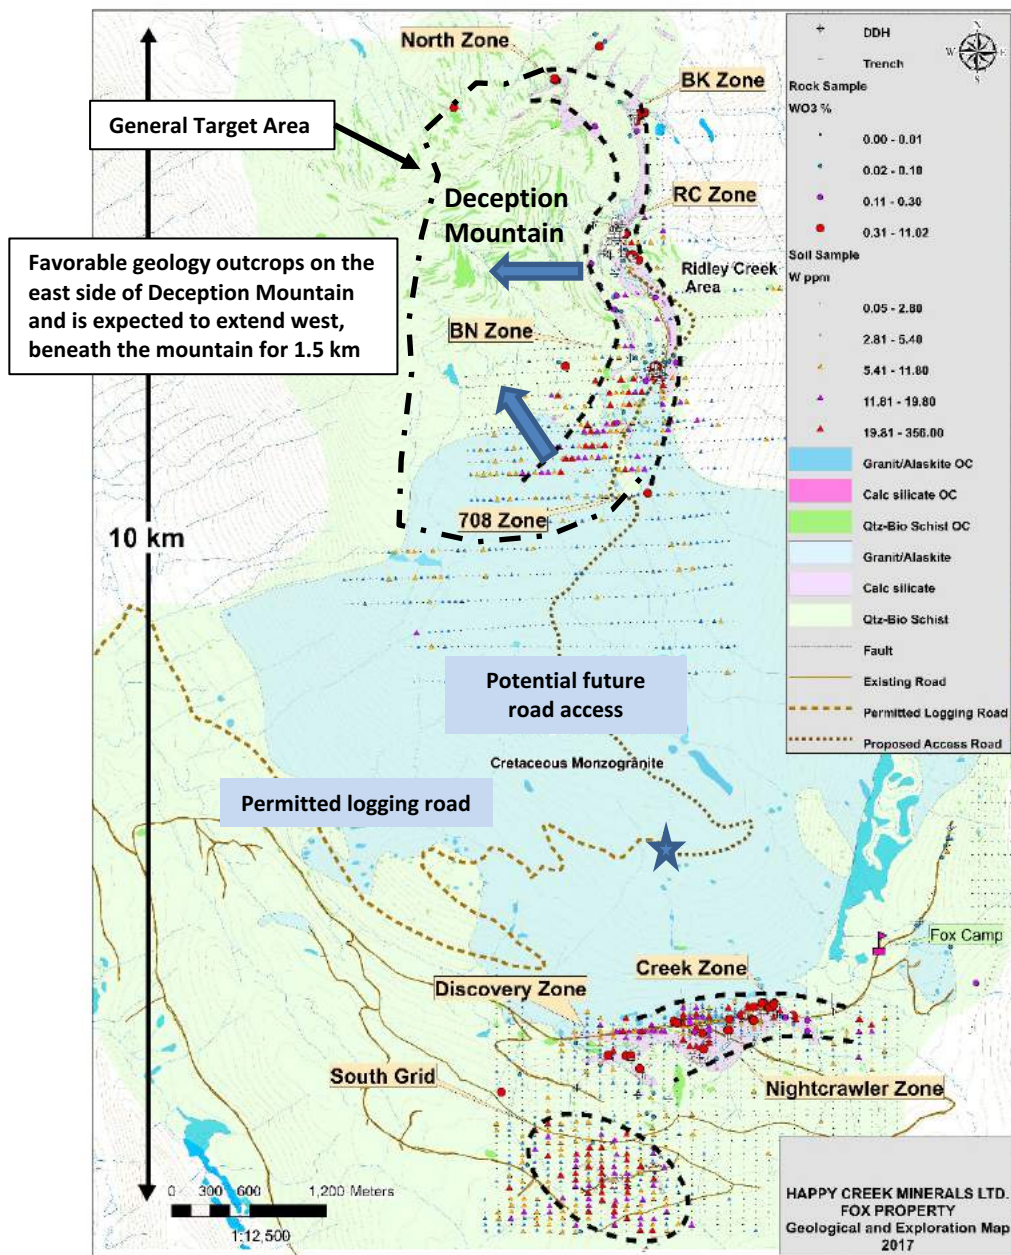 North Zone
BK Zone
General Target Area
Deception
Mountain
RC Zone
Ridley Creek
Area
Favorable geology outcrops on the
east side of Deception Mountain
and is expected to extend west,
beneath the mountain for 1.5 km
BN Zone
708 Zone
10 km
Potential future
road access
Cretaceous Monzogranite
Permitted logging road
Fox Camp
Creek Zone
Discovery Zone
South Grid
Nightcrawler Zone
0 300 600 1,200 Meters
1:12,500
N
W E
S
DDH
Trench
Rock Sample
WO3 %
0.00 - 0.01
0.02 - 0.10
0.11 - 0.30
0.31 - 11.02
Soil Sample
W ppm
0.05 - 2.80
2.81 - 5.40
5.41 - 11.80
11.81 - 19.80
19.81 - 356.00
Granit/Alaskite OC
Calc silicate OC
Qtz-Bio Schist OC
Granit/Alaskite
Calc silicate
Qtz-Bio Schist
Fault
Existing Road
Permitted Logging Road
Proposed Access Road
HAPPY CREEK MINERALS LTD.
FOX PROPERTY
Geological and Exploration Map
2017